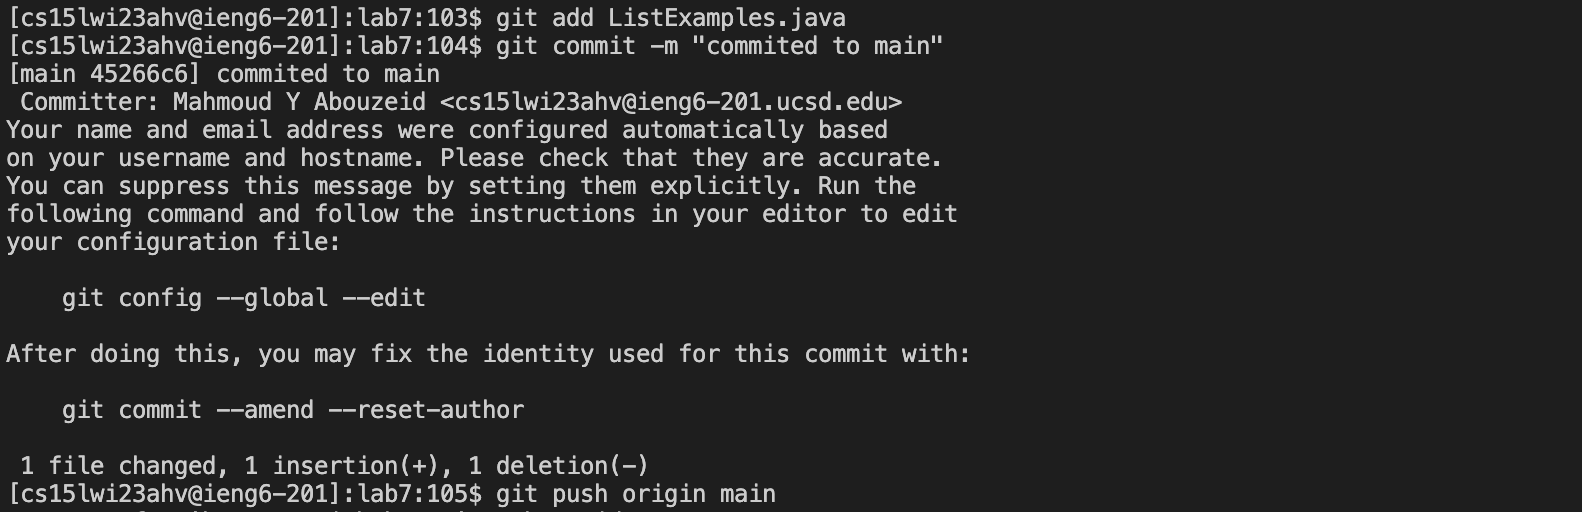 [cs15lwi23ahv@ieng6-201]:lab7:103$ git add ListExamples.java
[cs15lwi23ahv@ieng6-201]:lab7:104$ git commit -m "commited to main"
[main 45266c6] commited to main
 Committer: Mahmoud Y Abouzeid <cs15lwi23ahv@ieng6-201.ucsd.edu>
Your name and email address were configured automatically based
on your username and hostname. Please check that they are accurate.
You can suppress this message by setting them explicitly. Run the
following command and follow the instructions in your editor to edit
your configuration file:

    git config --global --edit

After doing this, you may fix the identity used for this commit with:

    git commit --amend --reset-author

 1 file changed, 1 insertion(+), 1 deletion(-)
[cs15lwi23ahv@ieng6-201]:lab7:105$ git push origin main